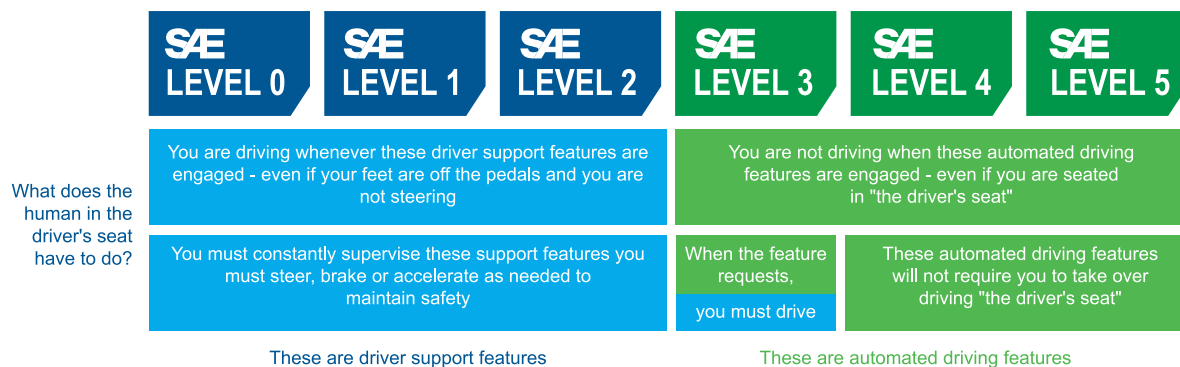 SAE
LEVEL 0
SAE
LEVEL 1
SAE
LEVEL 2
SAE
LEVEL 3
SAE
LEVEL 4
SAE
LEVEL 5
What does the
human in the
driver's seat
have to do?
You are driving whenever these driver support features are
engaged - even if your feet are off the pedals and you are
not steering
You are not driving when these automated driving
features are engaged - even if you are seated
in "the driver's seat"
You must constantly supervise these support features you
must steer, brake or accelerate as needed to
maintain safety
When the feature
requests,
you must drive
These automated driving features
will not require you to take over
driving "the driver's seat"
These are driver support features
These are automated driving features